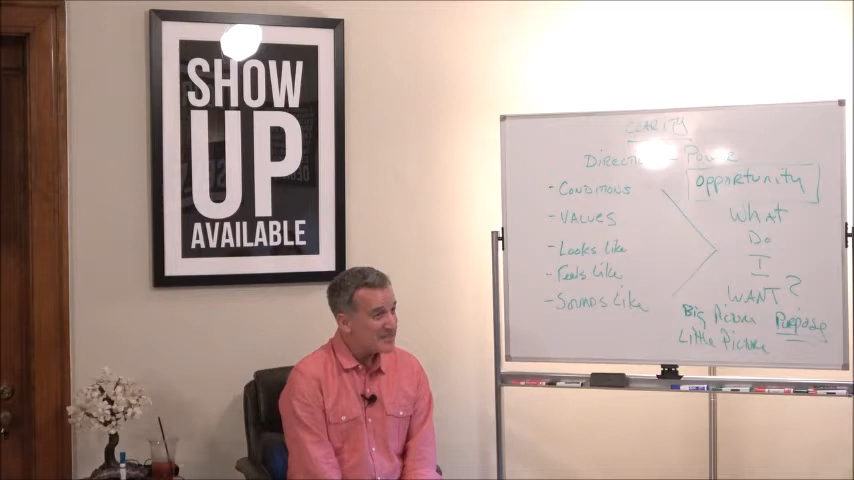 SHOW
UP
AVAILABLE
CLARITY
Power
Opportunity
- CONDITIONS
- VALUES
- Looks Like
- Feels Like
- Sounds Like
What
Do
I
WANT?
Big Picture Purpose
Little Picture